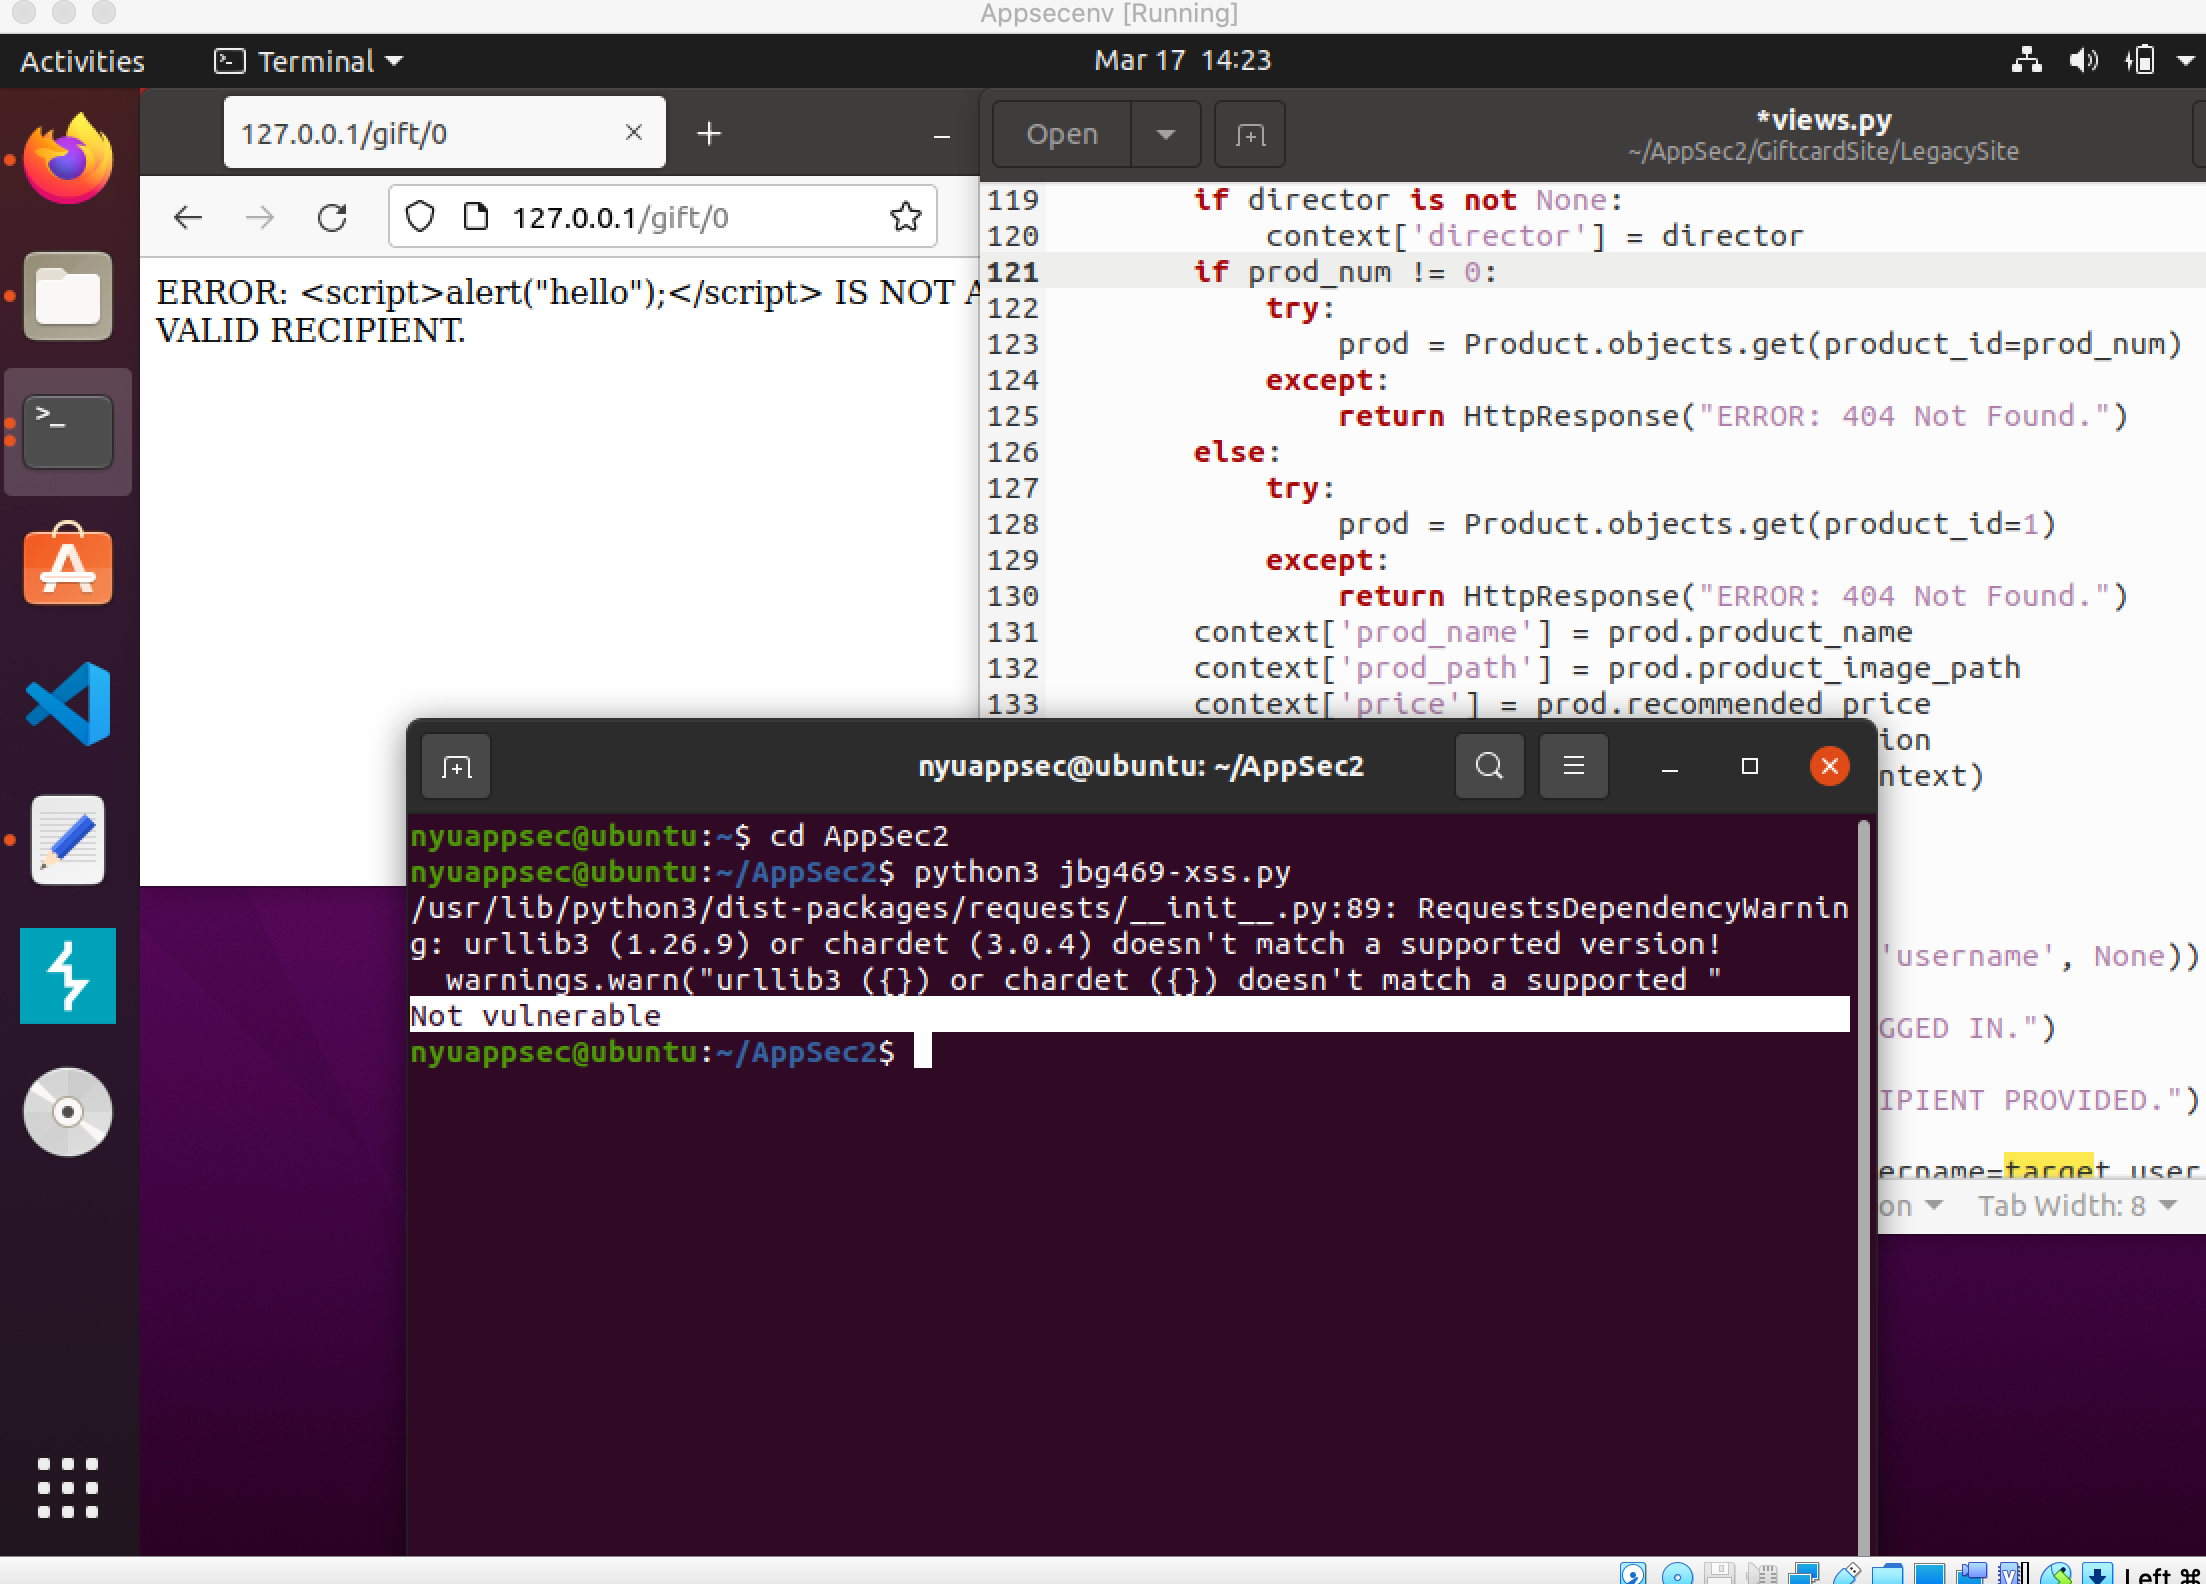 Appsecenv [Running]
Activities
Terminal
Mar 17 14:23
127.0.0.1/gift/0
127.0.0.1/gift/0
ERROR: <script>alert("hello");</script> IS NOT A
VALID RECIPIENT.
Open
*views.py
~/AppSec2/GiftcardSite/LegacySite
119 if director is not None:
120 context['director'] = director
121 if prod_num != 0:
122 try:
123 prod = Product.objects.get(product_id=prod_num)
124 except:
125 return HttpResponse("ERROR: 404 Not Found.")
126 else:
127 try:
128 prod = Product.objects.get(product_id=1)
129 except:
130 return HttpResponse("ERROR: 404 Not Found.")
131 context['prod_name'] = prod.product_name
132 context['prod_path'] = prod.product_image_path
133 context['price'] = prod.recommended_price
ion
ntext)
'username', None))
GGED IN.")
IPIENT PROVIDED.")
ername=target_user
on Tab Width: 8
nyuappsec@ubuntu: ~/AppSec2
nyuappsec@ubuntu:~$ cd AppSec2
nyuappsec@ubuntu:~/AppSec2$ python3 jbg469-xss.py
/usr/lib/python3/dist-packages/requests/__init__.py:89: RequestsDependencyWarnin
g: urllib3 (1.26.9) or chardet (3.0.4) doesn't match a supported version!
warnings.warn("urllib3 ({}) or chardet ({}) doesn't match a supported "
Not vulnerable
nyuappsec@ubuntu:~/AppSec2$
Left ⌘